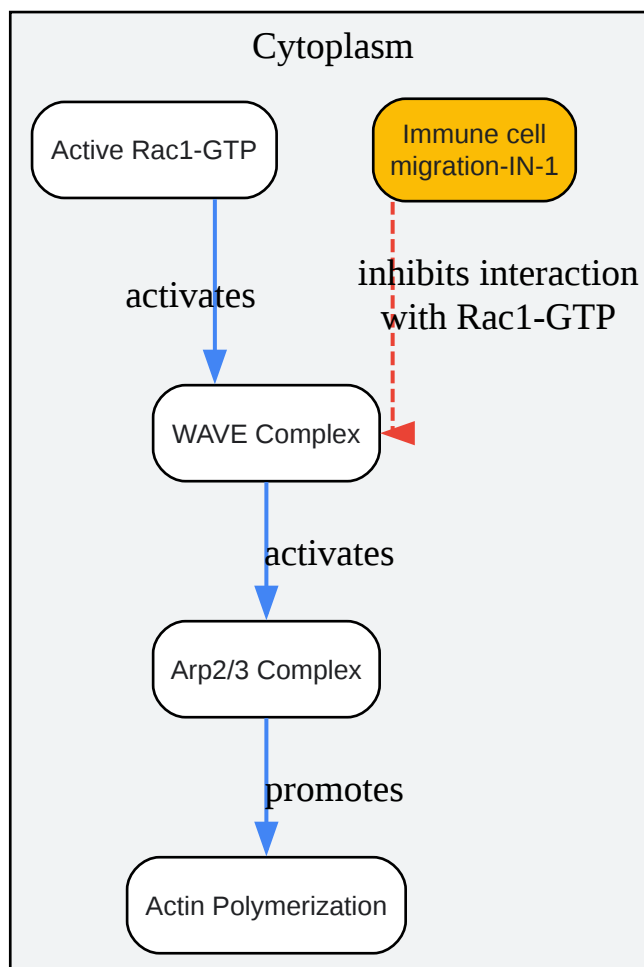 Cytoplasm
Active Rac1-GTP
Immune cell
migration-IN-1
activates
inhibits interaction
with Rac1-GTP
WAVE Complex
activates
Arp2/3 Complex
promotes
Actin Polymerization